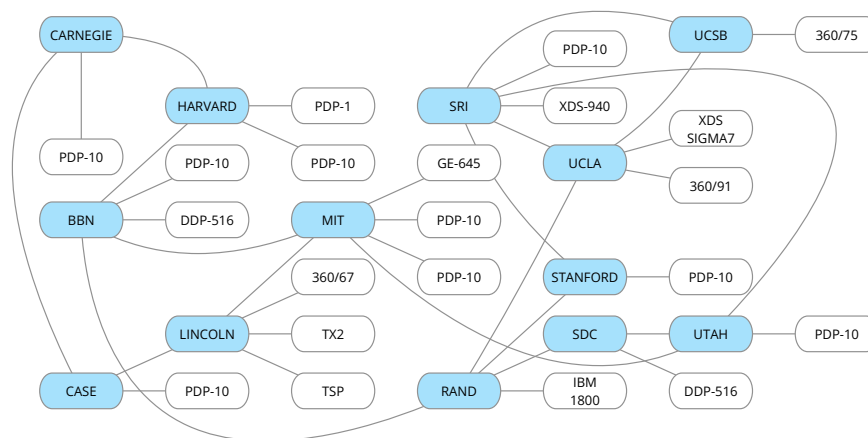 CARNEGIE
UCSB
360/75
PDP-10
HARVARD
PDP-1
SRI
XDS-940
XDS
SIGMA7
PDP-10
PDP-10
PDP-10
GE-645
UCLA
360/91
BBN
DDP-516
MIT
PDP-10
360/67
PDP-10
STANFORD
PDP-10
LINCOLN
TX2
SDC
UTAH
PDP-10
CASE
PDP-10
TSP
RAND
IBM
1800
DDP-516